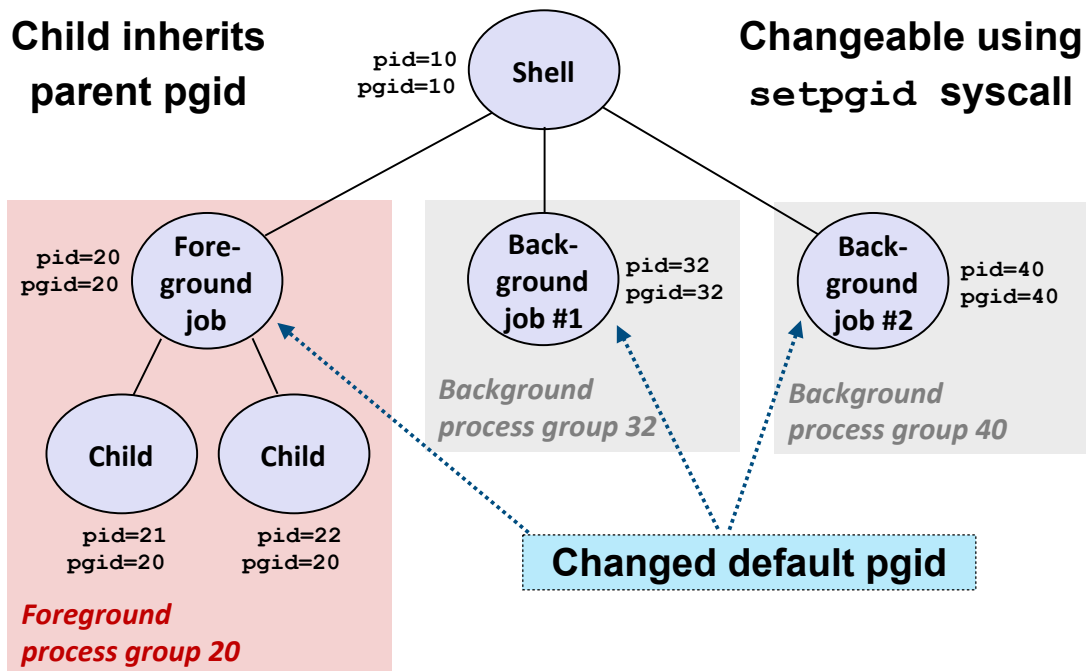 Child inherits
parent pgid
pid=10
pgid=10
Shell
Changeable using
setpgid syscall
pid=20
pgid=20
Fore-
ground
job
Back-
ground
job #1
pid=32
pgid=32
Back-
ground
job #2
pid=40
pgid=40
Background
process group 32
Background
process group 40
Child
Child
pid=21
pgid=20
pid=22
pgid=20
Changed default pgid
Foreground
process group 20